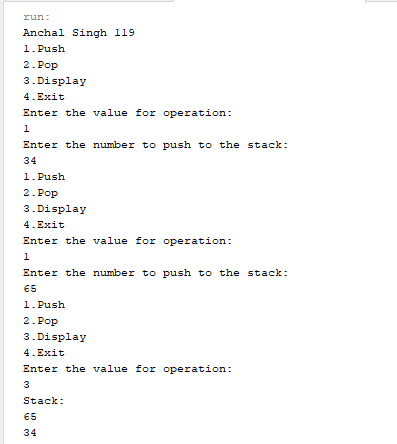 run:
Anchal Singh 119
1.Push
2.Pop
3.Display
4.Exit
Enter the value for operation:
1
Enter the number to push to the stack:
34
1.Push
2.Pop
3.Display
4.Exit
Enter the value for operation:
1
Enter the number to push to the stack:
65
1.Push
2.Pop
3.Display
4.Exit
Enter the value for operation:
3
Stack:
65
34